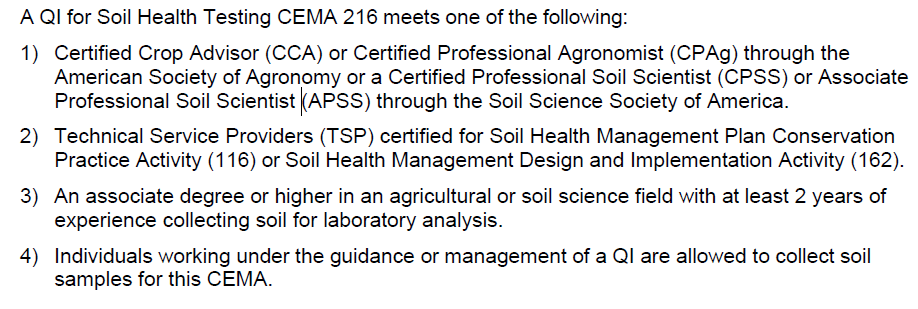 A QI for Soil Health Testing CEMA 216 meets one of the following:
1) Certified Crop Advisor (CCA) or Certified Professional Agronomist (CPAg) through the
American Society of Agronomy or a Certified Professional Soil Scientist (CPSS) or Associate
Professional Soil Scientist (APSS) through the Soil Science Society of America.
2) Technical Service Providers (TSP) certified for Soil Health Management Plan Conservation
Practice Activity (116) or Soil Health Management Design and Implementation Activity (162).
3) An associate degree or higher in an agricultural or soil science field with at least 2 years of
experience collecting soil for laboratory analysis.
4) Individuals working under the guidance or management of a QI are allowed to collect soil
samples for this CEMA.